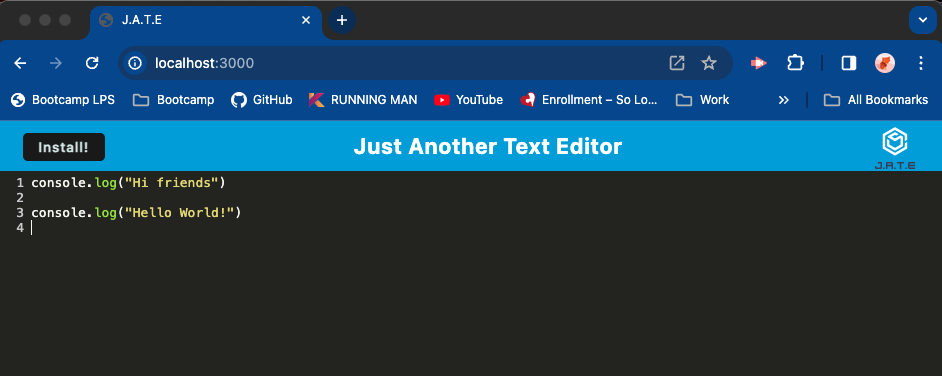 J.A.T.E
localhost:3000
Bootcamp LPS Bootcamp GitHub RUNNING MAN YouTube Enrollment – So Lo... Work » All Bookmarks
Install! Just Another Text Editor J.A.T.E
1 console.log("Hi friends")
2
3 console.log("Hello World!")
4